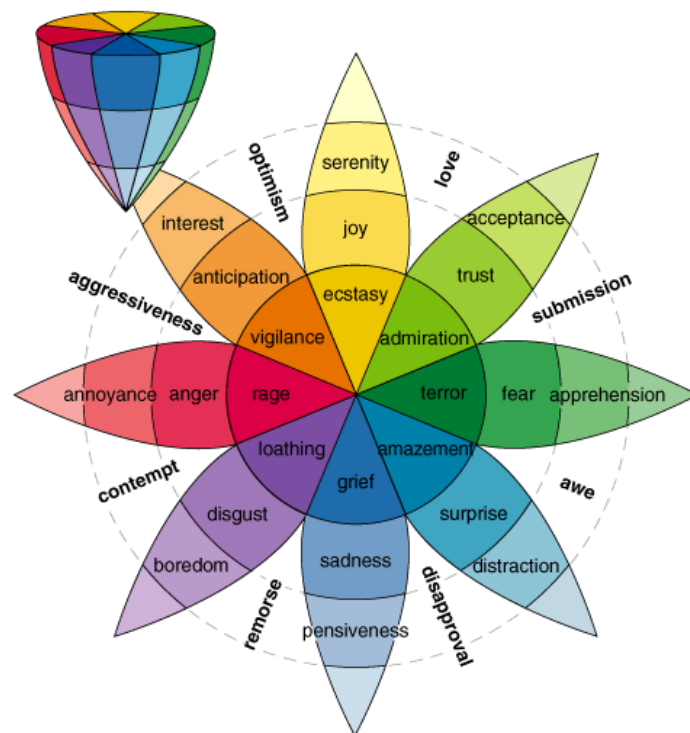 optimism
serenity
love
interest
acceptance
joy
anticipation
trust
aggressiveness
ecstasy
submission
vigilance
admiration
annoyance
anger
rage
terror
fear
apprehension
loathing
amazement
contempt
grief
awe
disgust
surprise
boredom
sadness
distraction
remorse
disapproval
pensiveness